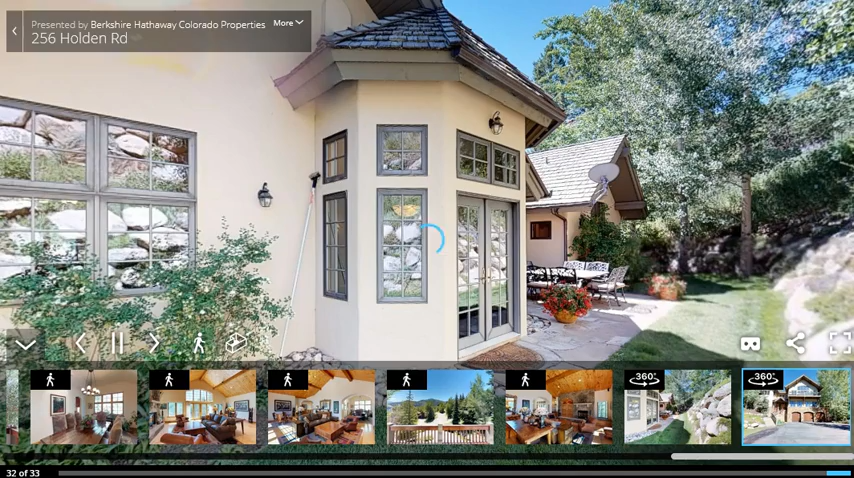 Presented by Berkshire Hathaway Colorado Properties More
256 Holden Rd
360°
360°
32 of 33